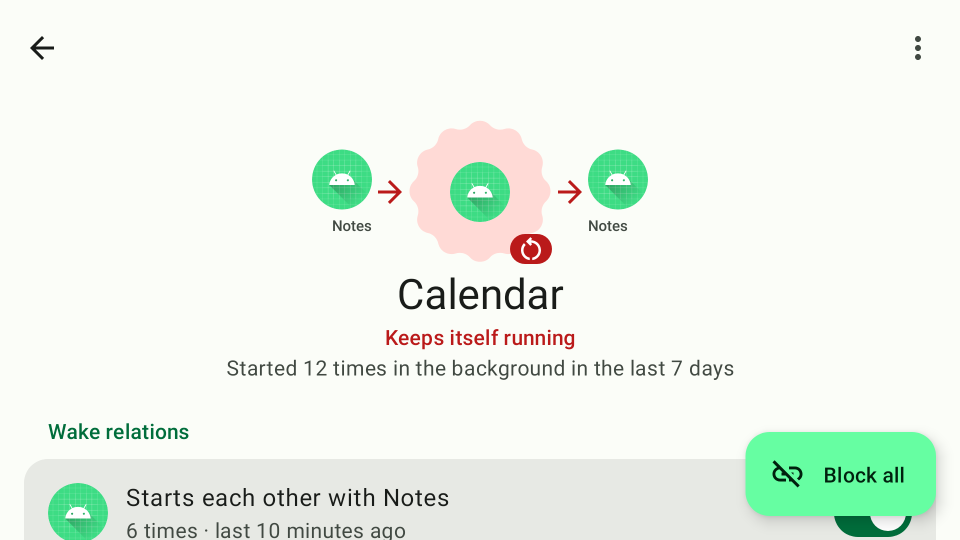 Notes
Notes
Calendar
Keeps itself running
Started 12 times in the background in the last 7 days
Wake relations
Block all
Starts each other with Notes
6 times · last 10 minutes ago